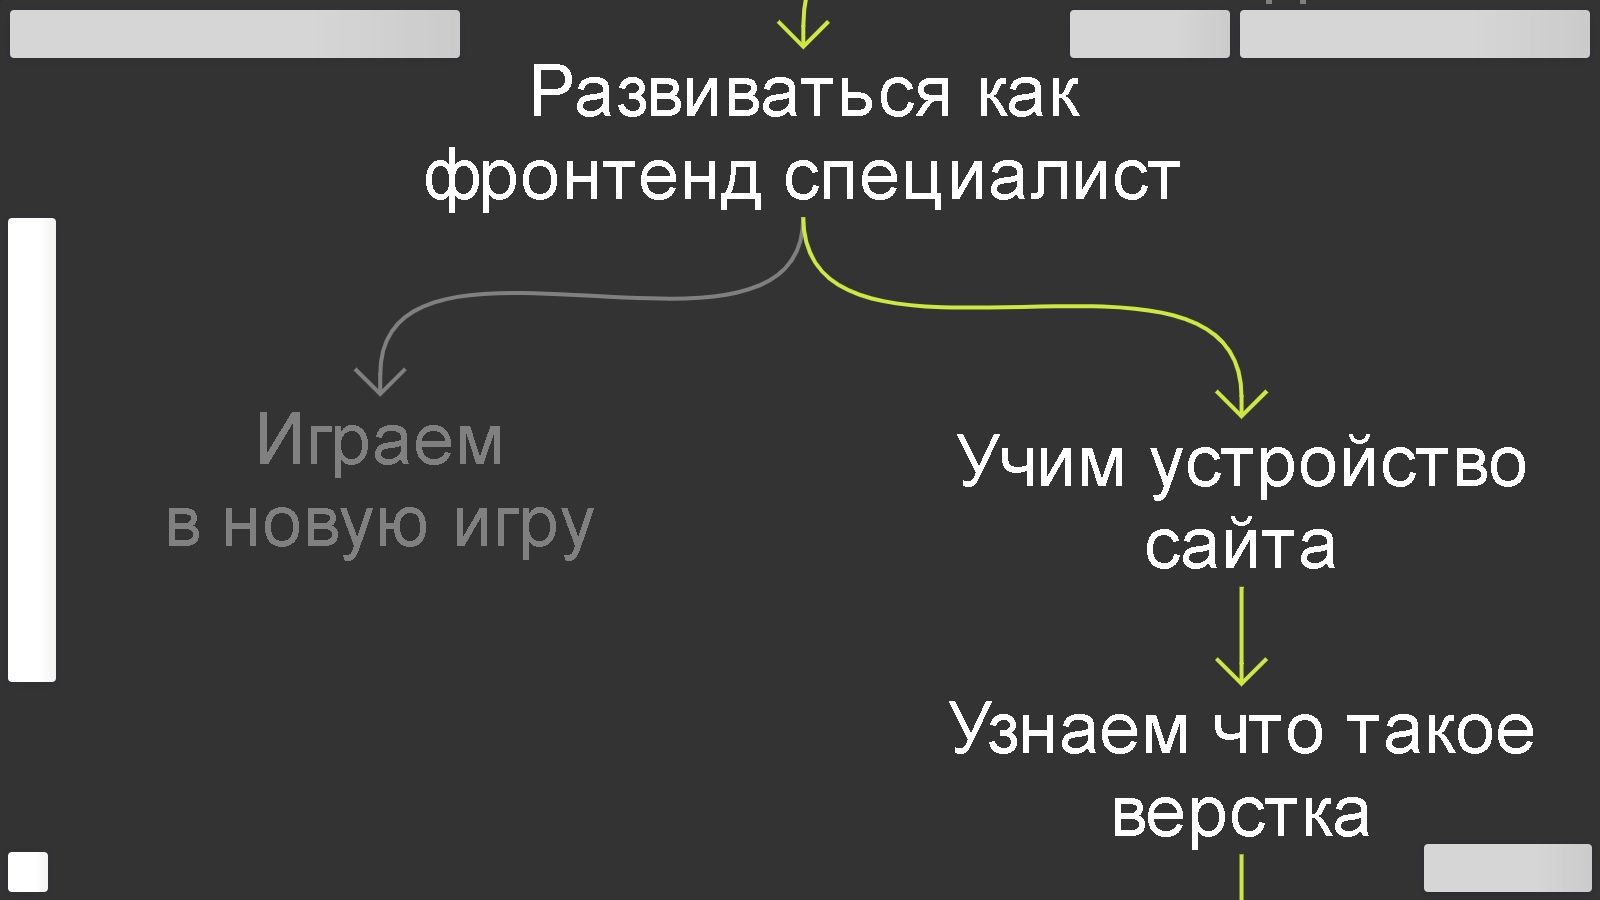 Развиваться как
фронтенд специалист
Играем
в новую игру
Учим устройство
сайта
Узнаем что такое
верстка